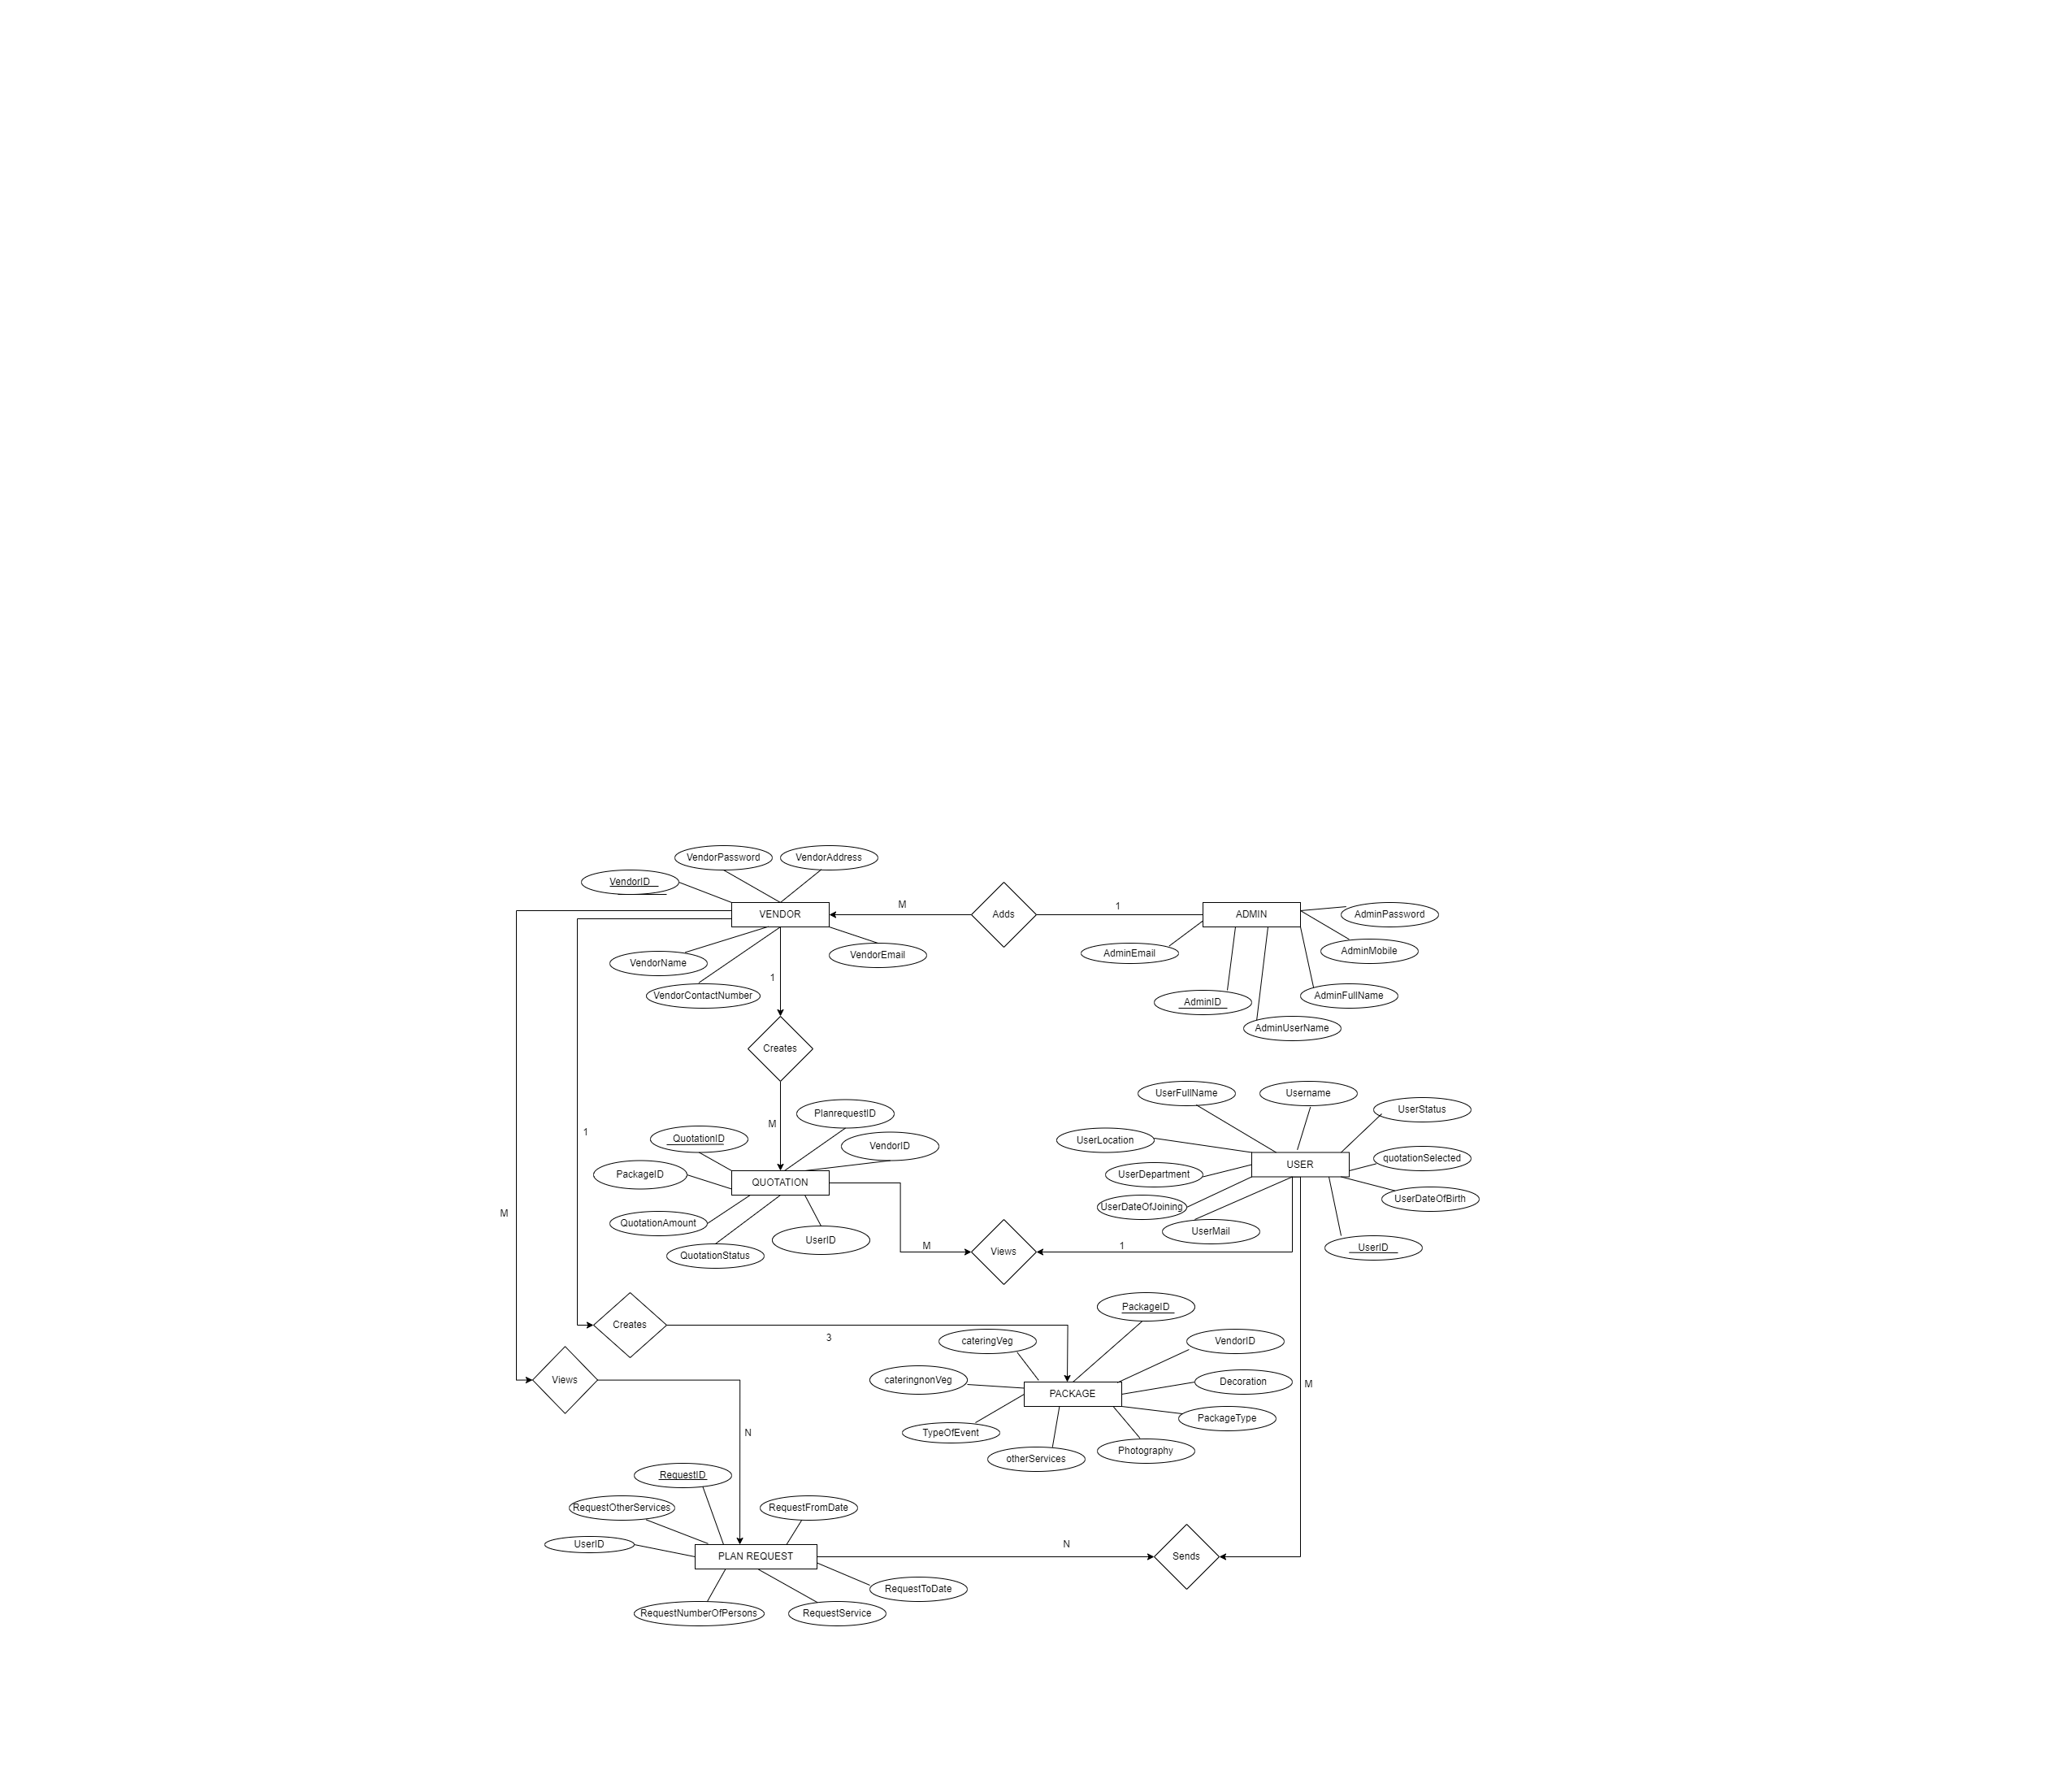 VendorPassword
VendorAddress
VendorID
VENDOR
M
Adds
1
ADMIN
AdminPassword
AdminMobile
AdminEmail
VendorName
VendorEmail
VendorContactNumber
1
AdminID
AdminFullName
AdminUserName
Creates
UserFullName
Username
UserStatus
PlanrequestID
M
QuotationID
VendorID
UserLocation
1
quotationSelected
USER
PackageID
UserDepartment
QUOTATION
UserDateOfBirth
UserDateOfJoining
M
QuotationAmount
UserMail
UserID
QuotationStatus
M
Views
1
UserID
PackageID
Creates
3
cateringVeg
VendorID
Views
cateringnonVeg
Decoration
M
PACKAGE
PackageType
N
TypeOfEvent
Photography
otherServices
RequestID
RequestOtherServices
RequestFromDate
UserID
N
PLAN REQUEST
Sends
RequestToDate
RequestNumberOfPersons
RequestService